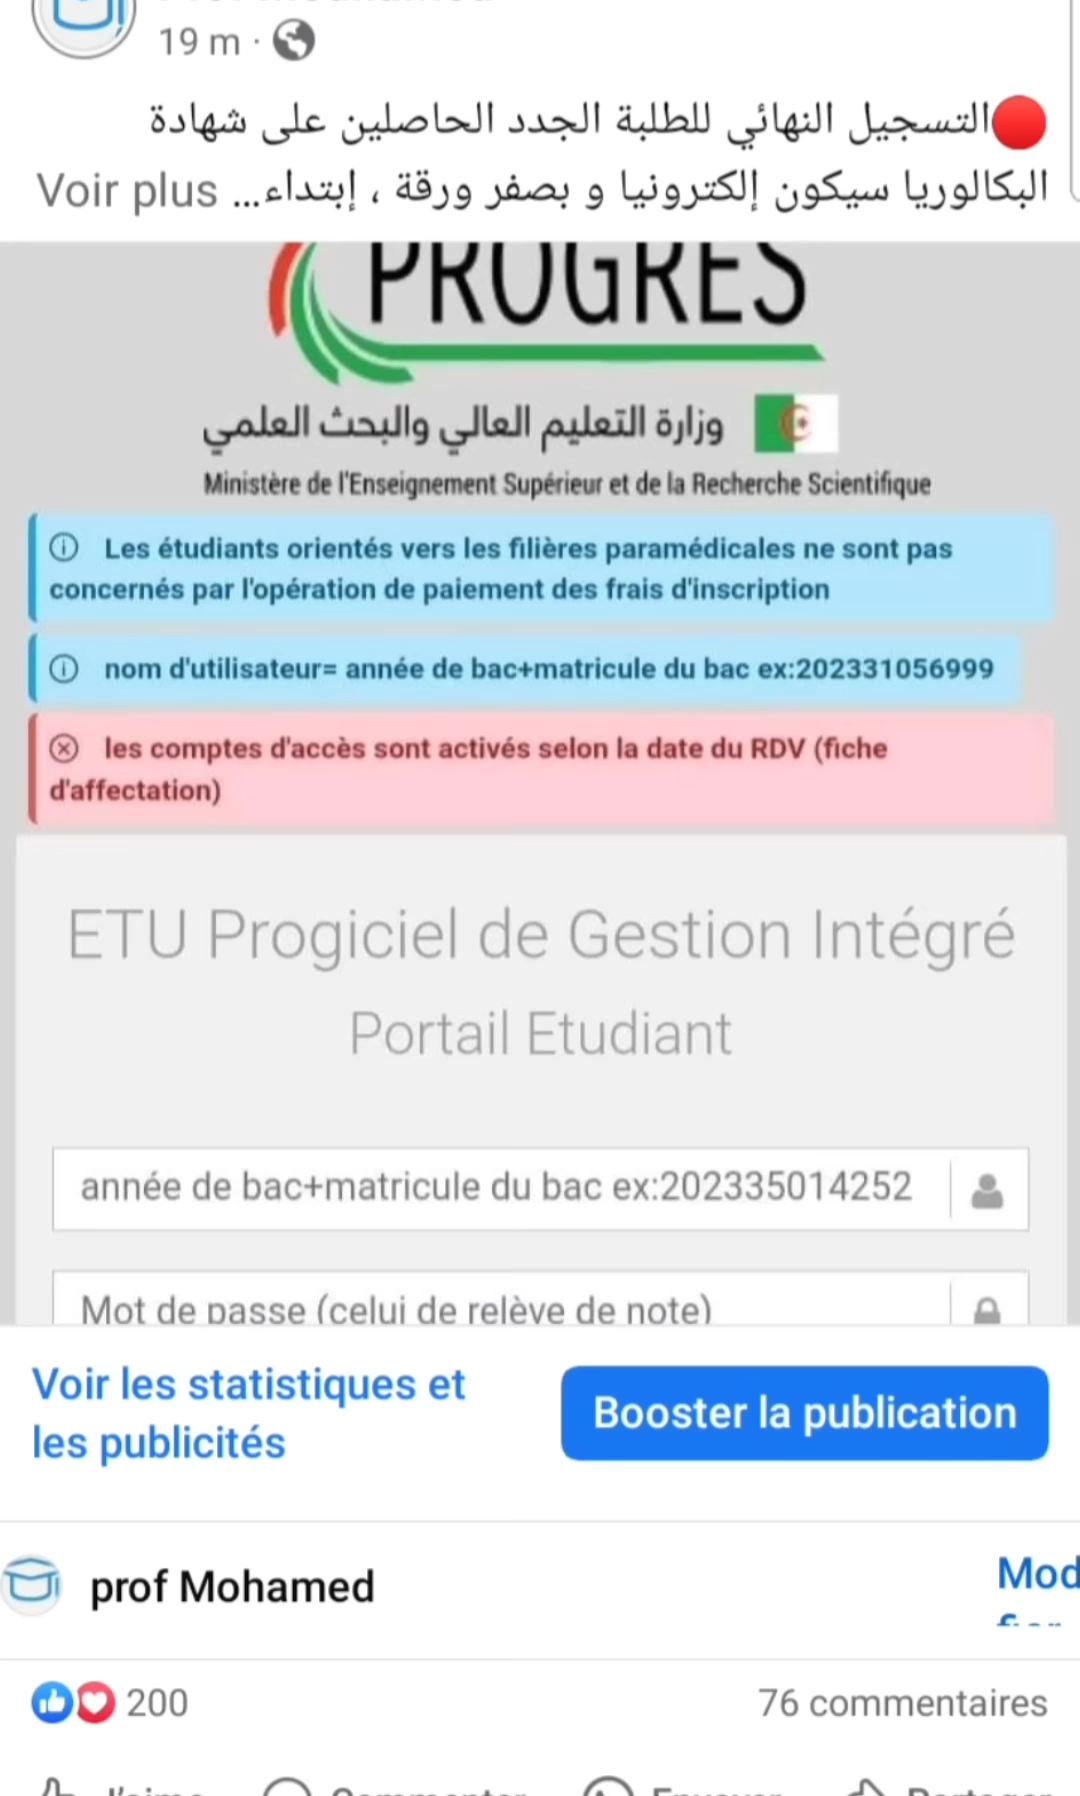 19 m ·
🔴التسجيل النهائي للطلبة الجدد الحاصلين على شهادة
البكالوريا سيكون إلكترونيا و بصفر ورقة ، إبتداء... Voir plus
PROGRES
وزارة التعليم العالي والبحث العلمي
Ministère de l'Enseignement Supérieur et de la Recherche Scientifique
Les étudiants orientés vers les filières paramédicales ne sont pas
concernés par l'opération de paiement des frais d'inscription
nom d'utilisateur= année de bac+matricule du bac ex:202331056999
les comptes d'accès sont activés selon la date du RDV (fiche
d'affectation)
ETU Progiciel de Gestion Intégré
Portail Etudiant
année de bac+matricule du bac ex:202335014252
Mot de passe (celui de relève de note)
Voir les statistiques et
les publicités
Booster la publication
prof Mohamed
Mod
200
76 commentaires